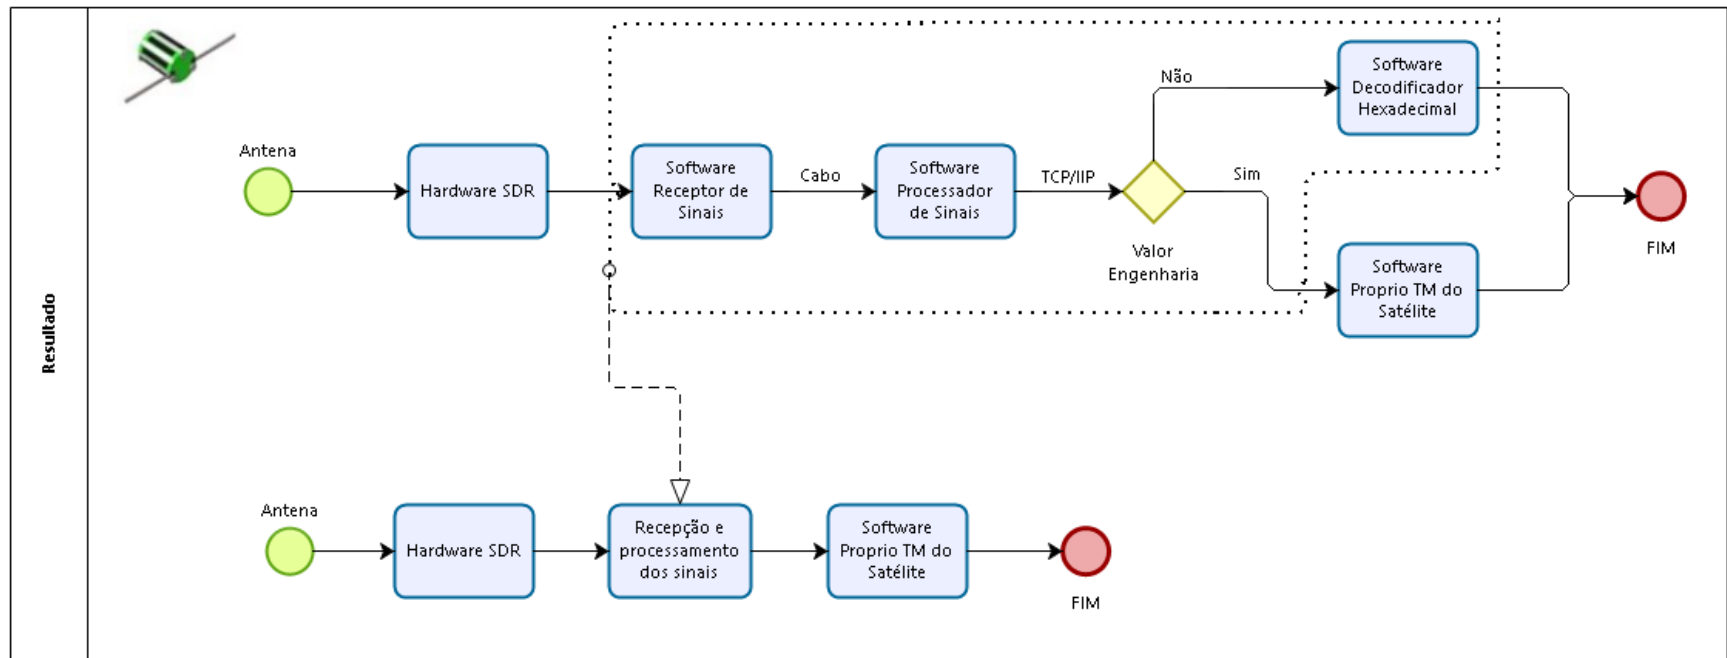 Resultado
Antena
Hardware SDR
Software
Receptor de
Sinais
Cabo
Software
Processador
de Sinais
TCP/IIP
Valor
Engenharia
Não
Software
Decodificador
Hexadecimal
Sim
Software
Proprio TM do
Satélite
FIM
Antena
Hardware SDR
Recepção e
processamento
dos sinais
Software
Proprio TM do
Satélite
FIM